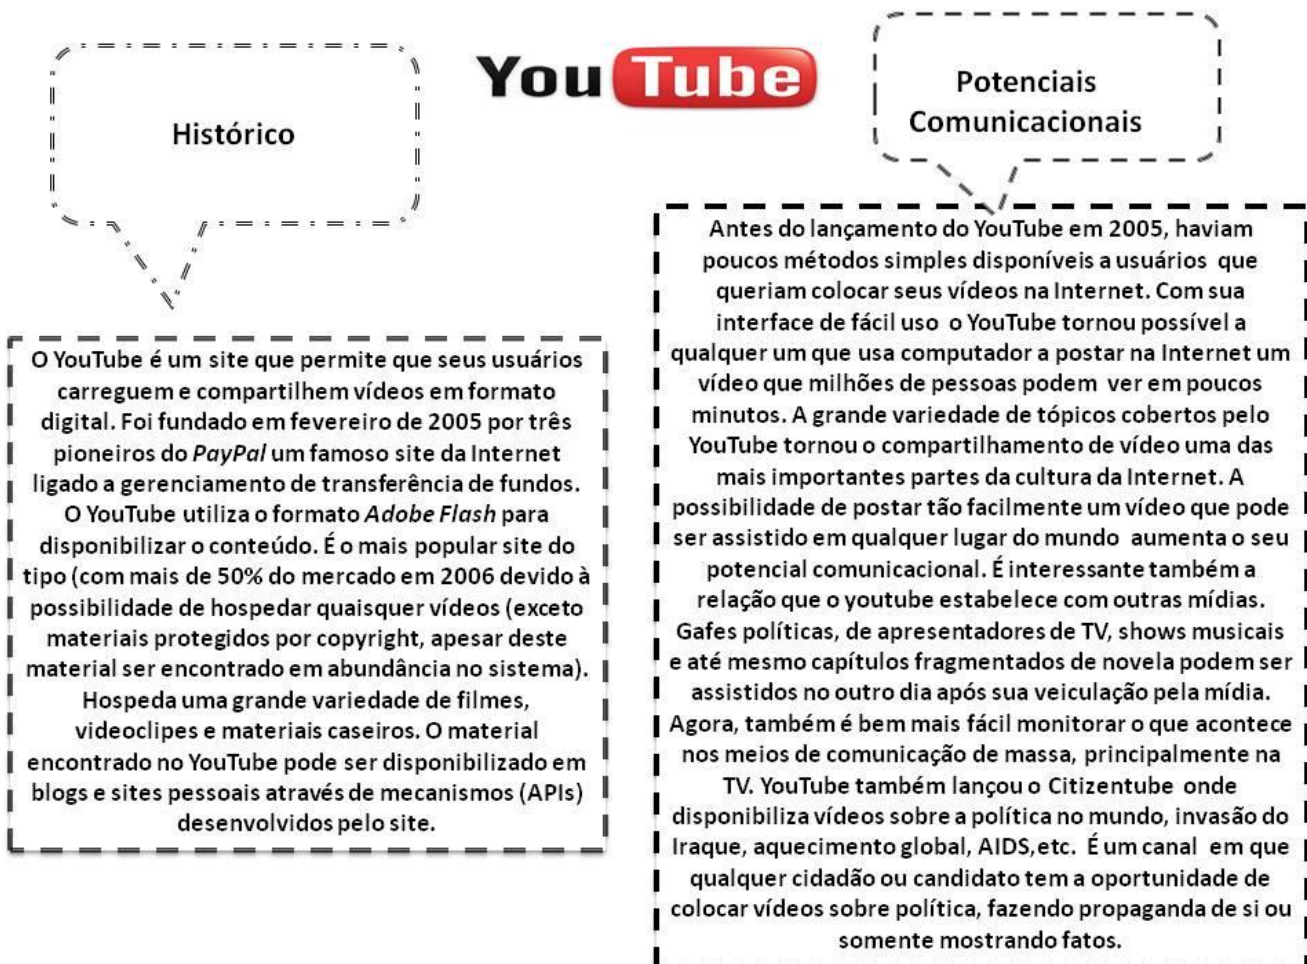 Histórico
YouTube
Potenciais
Comunicacionais
O YouTube é um site que permite que seus usuários
carreguem e compartilhem vídeos em formato
digital. Foi fundado em fevereiro de 2005 por três
pioneiros do PayPal um famoso site da Internet
ligado a gerenciamento de transferência de fundos.
O YouTube utiliza o formato Adobe Flash para
disponibilizar o conteúdo. É o mais popular site do
tipo (com mais de 50% do mercado em 2006 devido à
possibilidade de hospedar quaisquer vídeos (exceto
materiais protegidos por copyright, apesar deste
material ser encontrado em abundância no sistema).
Hospeda uma grande variedade de filmes,
videoclipes e materiais caseiros. O material
encontrado no YouTube pode ser disponibilizado em
blogs e sites pessoais através de mecanismos (APIs)
desenvolvidos pelo site.
Antes do lançamento do YouTube em 2005, haviam
poucos métodos simples disponíveis a usuários que
queriam colocar seus vídeos na Internet. Com sua
interface de fácil uso o YouTube tornou possível a
qualquer um que usa computador a postar na Internet um
vídeo que milhões de pessoas podem ver em poucos
minutos. A grande variedade de tópicos cobertos pelo
YouTube tornou o compartilhamento de vídeo uma das
mais importantes partes da cultura da Internet. A
possibilidade de postar tão facilmente um vídeo que pode
ser assistido em qualquer lugar do mundo aumenta o seu
potencial comunicacional. É interessante também a
relação que o youtube estabelece com outras mídias.
Gafes políticas, de apresentadores de TV, shows musicais
e até mesmo capítulos fragmentados de novela podem ser
assistidos no outro dia após sua veiculação pela mídia.
Agora, também é bem mais fácil monitorar o que acontece
nos meios de comunicação de massa, principalmente na
TV. YouTube também lançou o Citizentube onde
disponibiliza vídeos sobre a política no mundo, invasão do
Iraque, aquecimento global, AIDS,etc. É um canal em que
qualquer cidadão ou candidato tem a oportunidade de
colocar vídeos sobre política, fazendo propaganda de si ou
somente mostrando fatos.